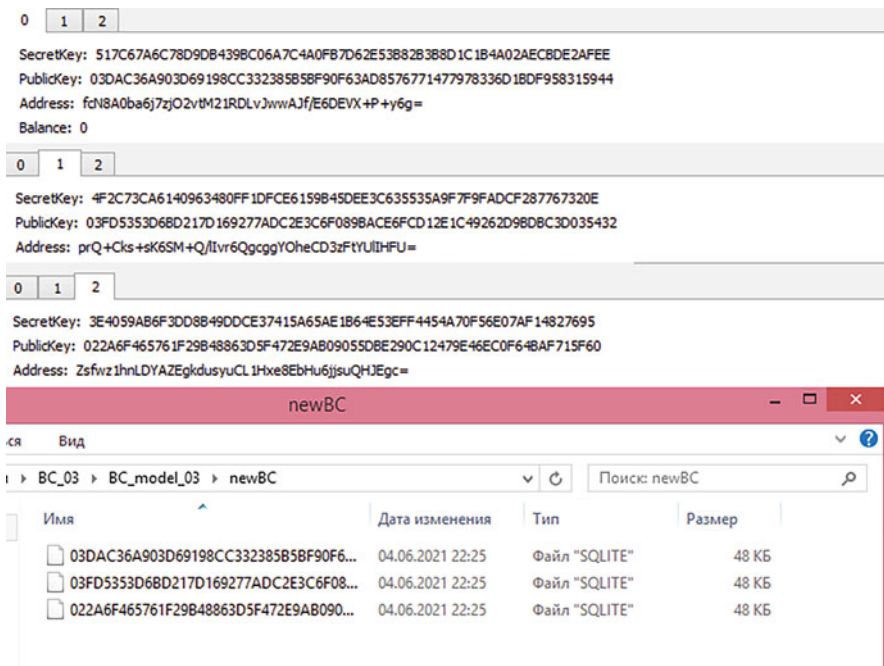 0 1 2
SecretKey: 517C67A6C78D9DB439BC06A7C4A0FB7D62E53B82B3B8D1C1B4A02AECBDE2AFEE
PublicKey: 03DAC36A903D69198CC332385B5BF90F63AD8576771477978336D1BDF958315944
Address: fcN8A0ba6j7zjO2vtM21RDLvJwwAJf/E6DEVX+P+y6g=
Balance: 0
0 1 2
SecretKey: 4F2C73CA6140963480FF1DFCE6159B45DEE3C635535A9F7F9FADCF287767320E
PublicKey: 03FD5353D6BD217D169277ADC2E3C6F089BACE6FCD12E1C49262D9BDBC3D035432
Address: prQ+Cks+sK6SM+Q/lIvr6QgcggYOheCD3zFtYUlIHFU=
0 1 2
SecretKey: 3E4059AB6F3DD8B49DDCE37415A65AE1B64E53EFF4454A70F56E07AF14827695
PublicKey: 022A6F465761F29B48863D5F472E9AB09055DBE290C12479E46EC0F64BAF715F60
Address: Zsfwz1hnLDYAZEgkdusyuCL1Hxe8EbHu6jjsuQHJEgc=
newBC
ся Вид
BC_03 BC_model_03 newBC Поиск: newBC
Имя Дата изменения Тип Размер
03DAC36A903D69198CC332385B5BF90F6... 04.06.2021 22:25 Файл "SQLITE" 48 КБ
03FD5353D6BD217D169277ADC2E3C6F08... 04.06.2021 22:25 Файл "SQLITE" 48 КБ
022A6F465761F29B48863D5F472E9AB090... 04.06.2021 22:25 Файл "SQLITE" 48 КБ